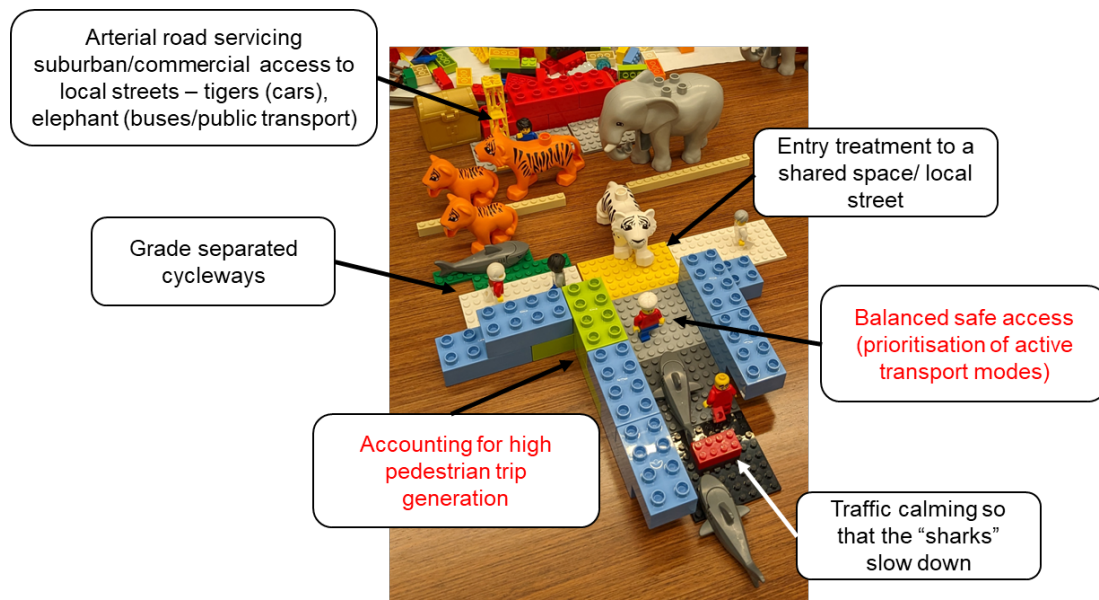 Arterial road servicing
suburban/commercial access to
local streets – tigers (cars),
elephant (buses/public transport)
Entry treatment to a
shared space/ local
street
Grade separated
cycleways
Balanced safe access
(prioritisation of active
transport modes)
Accounting for high
pedestrian trip
generation
Traffic calming so
that the “sharks”
slow down